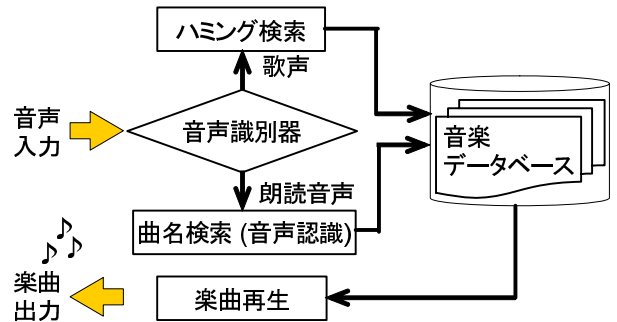 ハミング検索
歌声
音声
入力
音声識別器
音楽
データベース
朗読音声
曲名検索 (音声認識)
楽曲
出力
楽曲再生